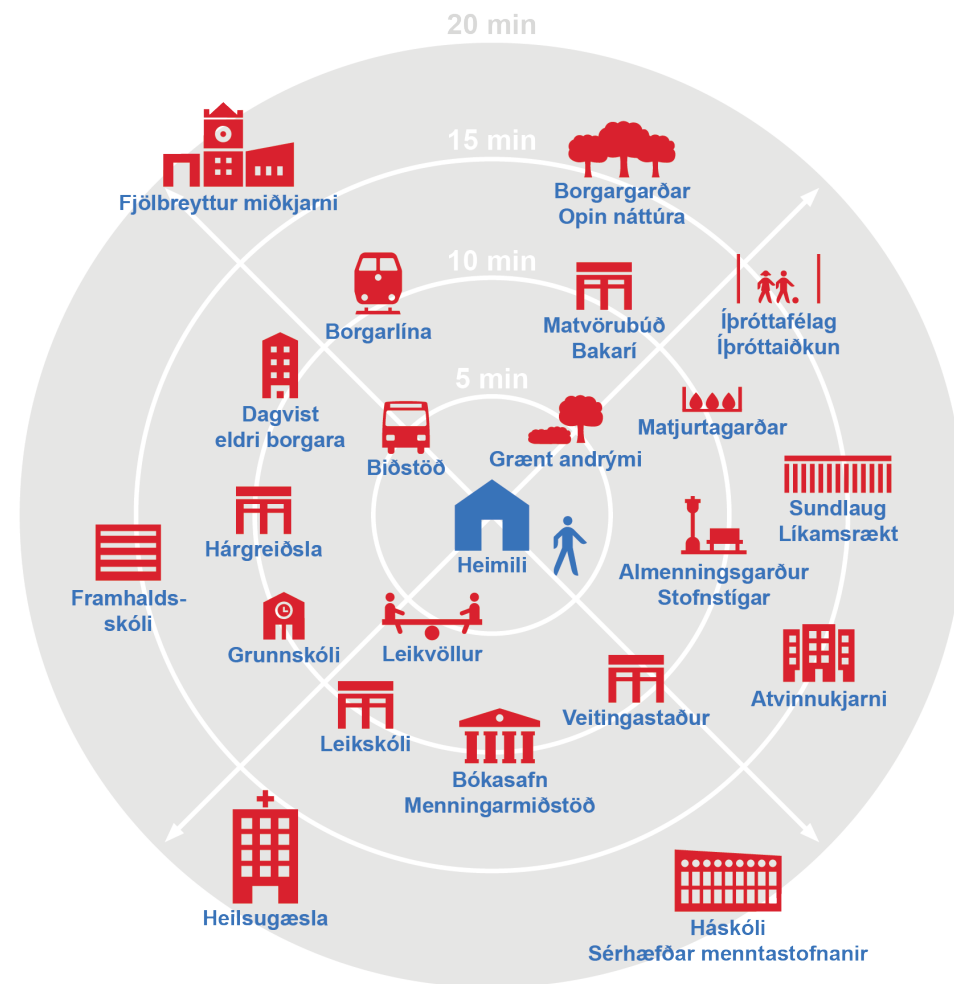 20 min
15 min
Fjölbreyttur miðkjarni
Borgargarðar
Opin náttúra
10 min
Borgarlína
Matvörubúð
Bakarí
Íþróttafélag
Íþróttaiðkun
5 min
Dagvist
eldri borgara
Biðstöð
Grænt andrými
Matjurtagarðar
Sundlaug
Líkamsrækt
Hárgreiðsla
Heimili
Almenningsgarður
Stofnstígar
Framhalds-
skóli
Grunnskóli
Leikvöllur
Atvinnukjarni
Veitingastaður
Leikskóli
Bókasafn
Menningarmiðstöð
Heilsugæsla
Háskóli
Sérhæfðar menntastofnanir